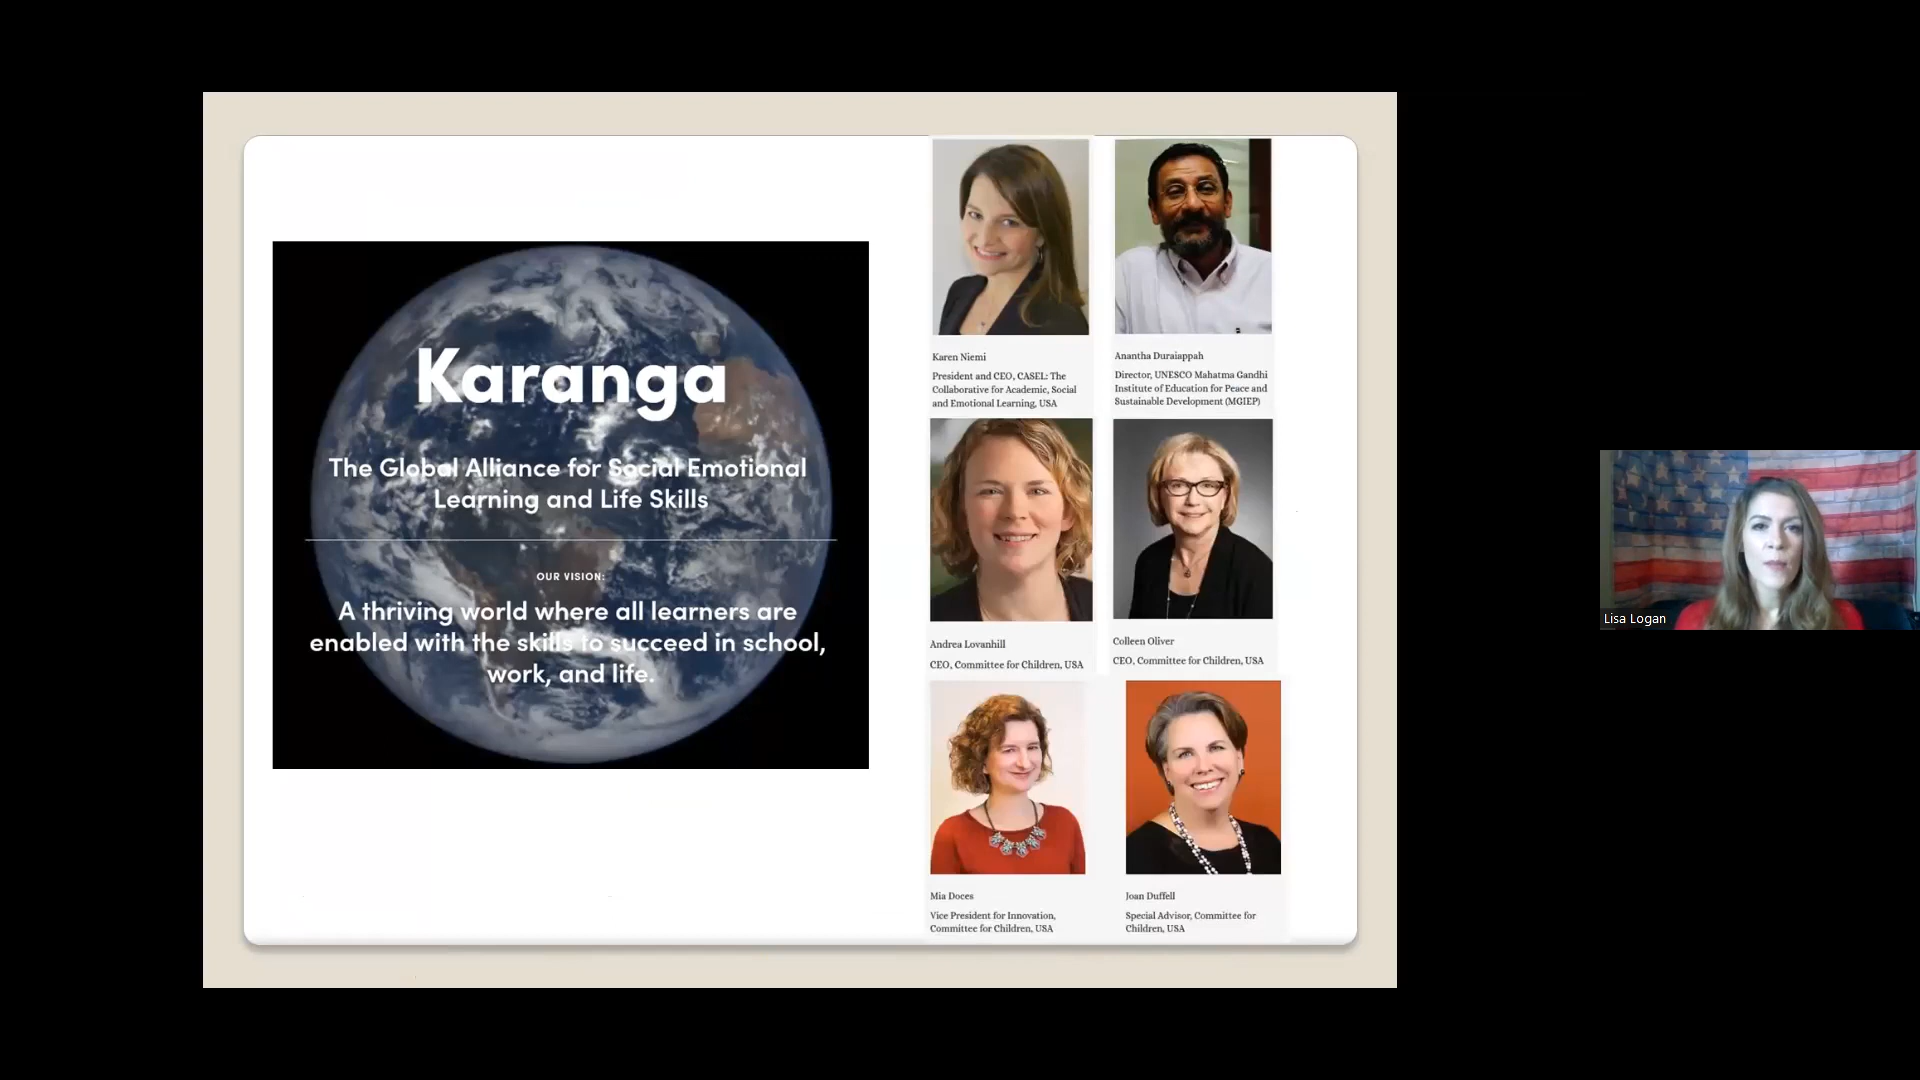 Karanga
The Global Alliance for Social Emotional
Learning and Life Skills
OUR VISION:
A thriving world where all learners are
enabled with the skills to succeed in school,
work, and life.
Karen Niemi
President and CEO, CASEL: The
Collaborative for Academic, Social
and Emotional Learning, USA
Anantha Duraiappah
Director, UNESCO Mahatma Gandhi
Institute of Education for Peace and
Sustainable Development (MGIEP)
Andrea Lovanhill
CEO, Committee for Children, USA
Colleen Oliver
CEO, Committee for Children, USA
Mia Doces
Vice President for Innovation,
Committee for Children, USA
Joan Duffell
Special Advisor, Committee for
Children, USA
Lisa Logan